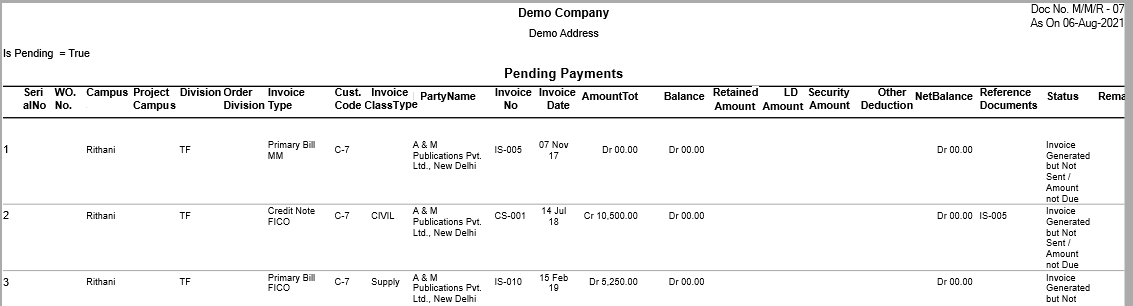 Demo Company
Doc No. M/M/R - 07
Demo Address
As On 06-Aug-2021
Is Pending = True
Pending Payments
Seri WO. Campus Project Division Order Invoice Cust. Invoice PartyName Invoice Invoice AmountTot Balance Retained LD Security Other NetBalance Reference Status Rema
alNo No. Campus Division Type Code ClassType No Date Amount Amount Amount Deduction Documents
1 Rithani TF Primary Bill C-7 A & M IS-005 07 Nov Dr 00.00 Dr 00.00 Dr 00.00 Invoice
MM Publications Pvt. 17 Generated
Ltd., New Delhi but Not
Sent /
Amount
not Due
2 Rithani TF Credit Note C-7 CIVIL A & M CS-001 14 Jul Cr 10,500.00 Dr 00.00 Dr 00.00 IS-005 Invoice
FICO Publications Pvt. 18 Generated
Ltd., New Delhi but Not
Sent /
Amount
not Due
3 Rithani TF Primary Bill C-7 Supply A & M IS-010 15 Feb Dr 5,250.00 Dr 00.00 Dr 00.00 Invoice
FICO Publications Pvt. 19 Generated
Ltd., New Delhi but Not